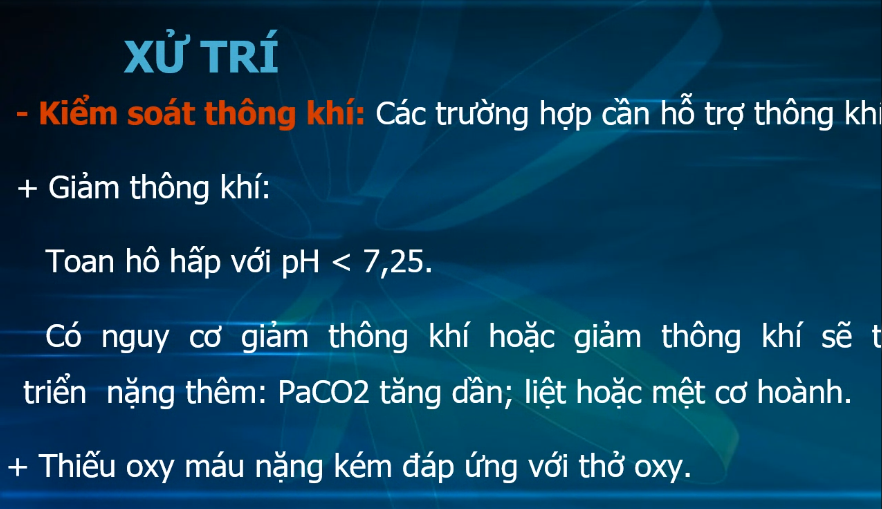 XỬ TRÍ
- Kiểm soát thông khí: Các trường hợp cần hỗ trợ thông khí
+ Giảm thông khí:
Toan hô hấp với pH < 7,25.
Có nguy cơ giảm thông khí hoặc giảm thông khí sẽ
triển nặng thêm: PaCO2 tăng dần; liệt hoặc mệt cơ hoành.
+ Thiếu oxy máu nặng kém đáp ứng với thở oxy.